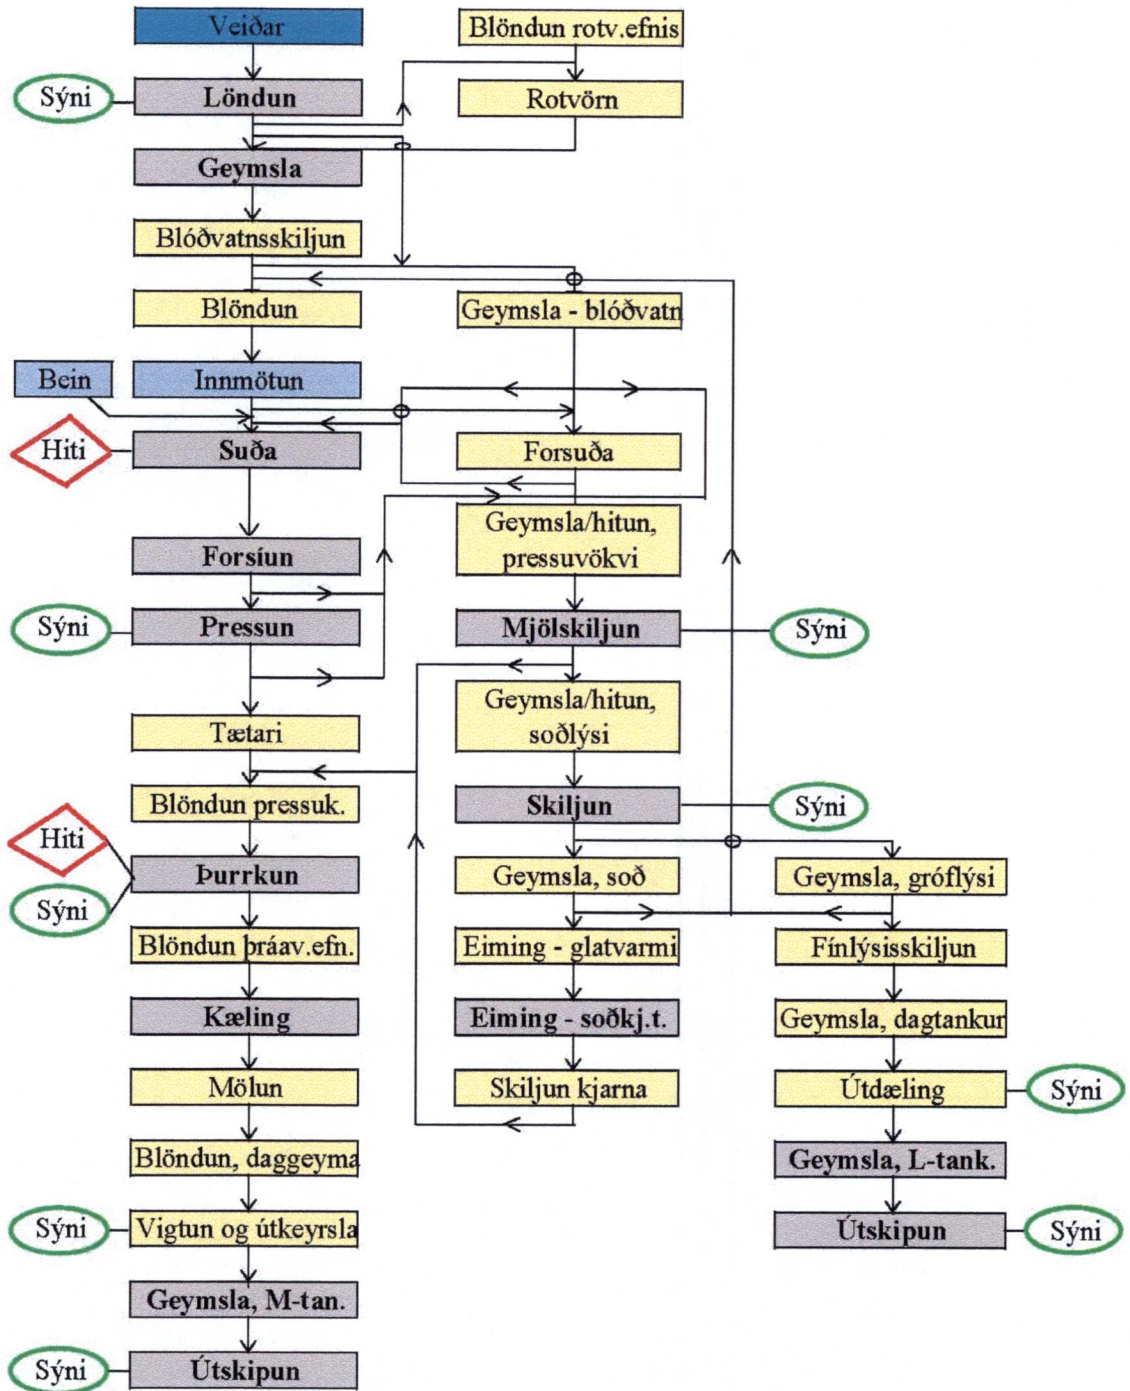 Veiðar
Blöndun rotv.efnis
Sýni
Löndun
Rotvörn
Geymsla
Blóðvatnsskiljun
Blöndun
Geymsla - blóðvatn
Bein
Innmötun
Hiti
Suða
Forsuða
Geymsla/hitun,
pressuvökvi
Forsíun
Sýni
Pressun
Mjölskiljun
Sýni
Geymsla/hitun,
soðlýsi
Tætari
Blöndun pressuk.
Skiljun
Sýni
Hiti
Þurrkun
Sýni
Geymsla, soð
Geymsla, gróflýsi
Blöndun þráav.efn.
Eiming - glatvarmi
Fínlýsisskiljun
Kæling
Eiming - soðkj.t.
Geymsla, dagtankur
Mölun
Skiljun kjarna
Útdæling
Sýni
Blöndun, daggeyma
Geymsla, L-tank.
Sýni
Vigtun og útkeyrsla
Útskipun
Sýni
Geymsla, M-tan.
Sýni
Útskipun